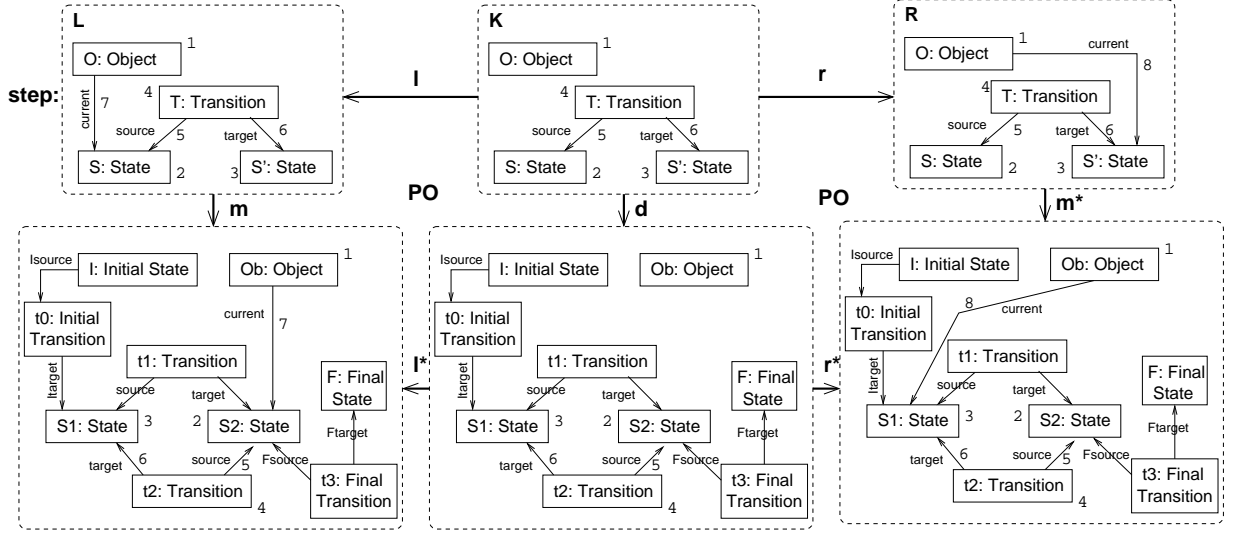 L
1
O: Object
current
7
4
T: Transition
source
5
target
6
S: State
2
3
S': State
step:
l
K
1
O: Object
4
T: Transition
source
5
target
6
S: State
2
3
S': State
r
R
1
O: Object
current
8
4
T: Transition
source
5
target
6
S: State
2
3
S': State
PO
PO
m
d
m*
Isource
I: Initial State
Ob: Object
1
t0: Initial
Transition
current
7
Itarget
t1: Transition
source
target
F: Final
State
S1: State
3
2
S2: State
Ftarget
target
6
source
5
Fsource
t2: Transition
4
t3: Final
Transition
l*
Isource
I: Initial State
Ob: Object
1
t0: Initial
Transition
Itarget
t1: Transition
source
target
F: Final
State
S1: State
3
2
S2: State
Ftarget
target
6
source
5
Fsource
t2: Transition
4
t3: Final
Transition
r*
Isource
I: Initial State
Ob: Object
1
t0: Initial
Transition
8
current
Itarget
t1: Transition
source
target
F: Final
State
S1: State
3
2
S2: State
Ftarget
target
6
source
5
Fsource
t2: Transition
4
t3: Final
Transition